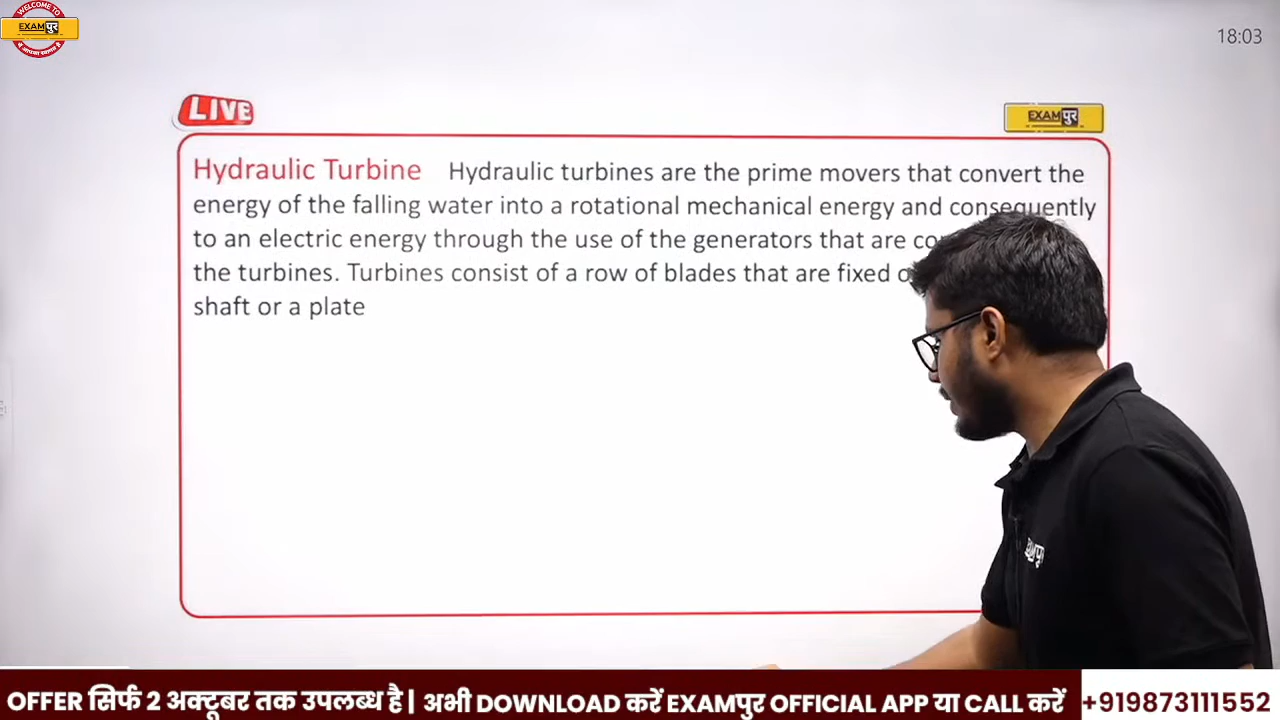 WELCOME TO
EXAMपुर
18:03
LIVE
EXAMपुर
Hydraulic Turbine Hydraulic turbines are the prime movers that convert the
energy of the falling water into a rotational mechanical energy and consequently
to an electric energy through the use of the generators that are
the turbines. Turbines consist of a row of blades that are fixed
shaft or a plate
EXAMपुर
OFFER सिर्फ 2 अक्टूबर तक उपलब्ध है | अभी DOWNLOAD करें EXAMपुर OFFICIAL APP या CALL करें +919873111552